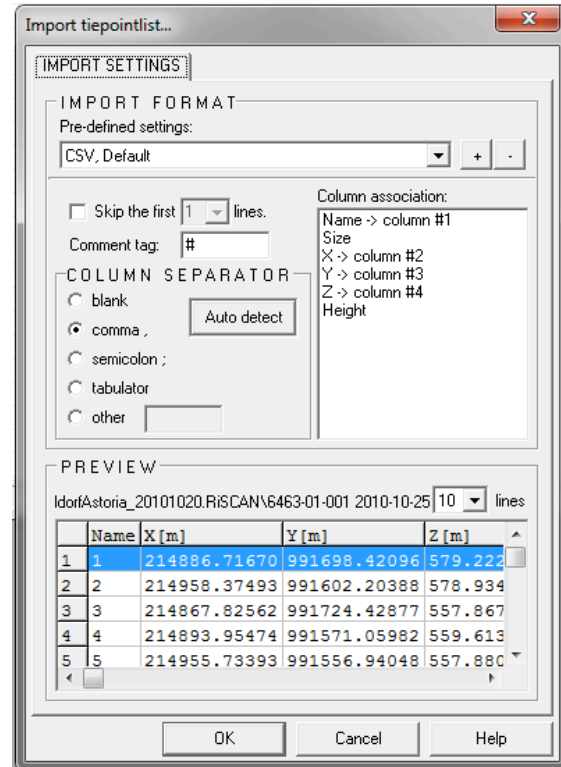 Import tiepointlist...
IMPORT SETTINGS
IMPORT FORMAT
Pre-defined settings:
CSV, Default
+ -
Skip the first 1 lines.
Comment tag: #
COLUMN SEPARATOR
blank
comma ,
semicolon ;
tabulator
other
Auto detect
Column association:
Name -> column #1
Size
X -> column #2
Y -> column #3
Z -> column #4
Height
PREVIEW
ldorfAstoria_20101020.RiSCAN\6463-01-001 2010-10-25 10 lines
Name X [m] Y [m] Z [m]
1 1 214886.71670 991698.42096 579.222
2 2 214958.37493 991602.20388 578.934
3 3 214867.82562 991724.42877 557.867
4 4 214893.95474 991571.05982 559.613
5 5 214955.73393 991556.94048 557.880
OK Cancel Help